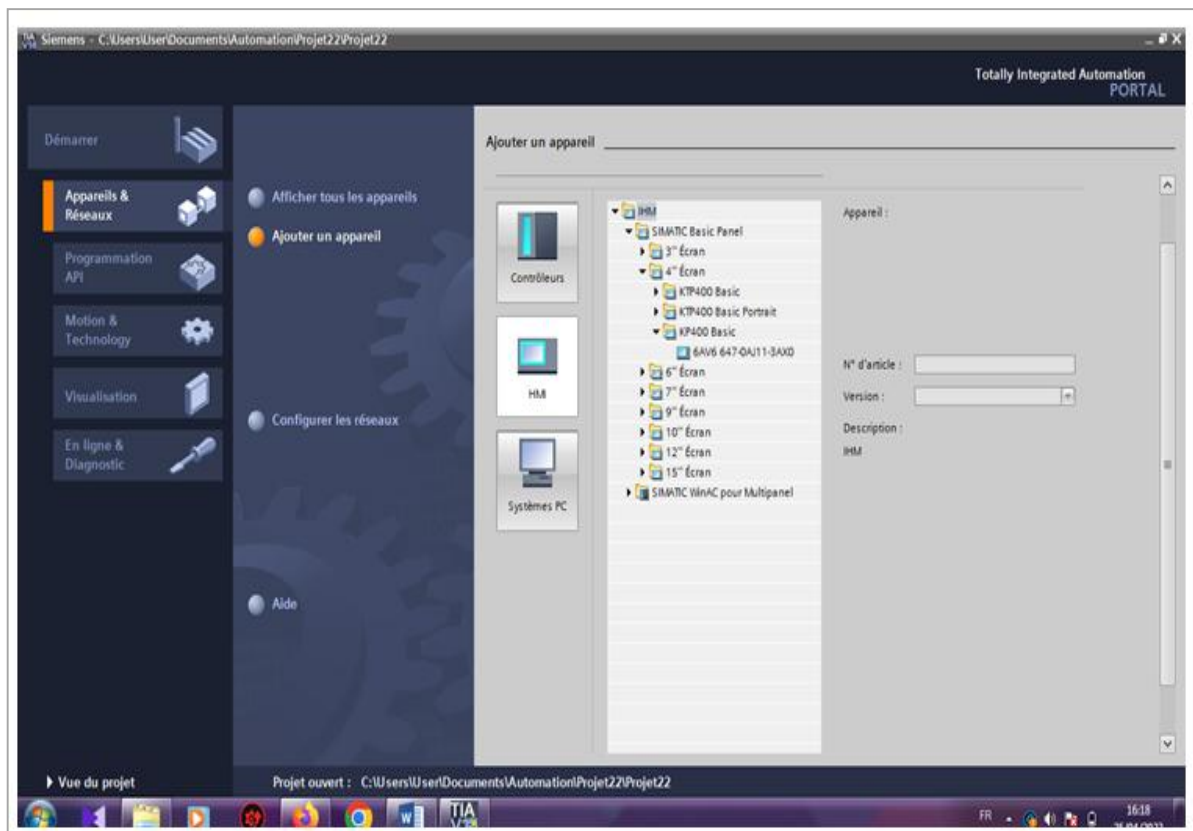 Siemens - C:\Users\User\Documents\Automation\Projet22\Projet22
Totally Integrated Automation
PORTAL
Démarrer
Appareils &
Réseaux
Programmation
API
Motion &
Technology
Visualisation
En ligne &
Diagnostic
Afficher tous les appareils
Ajouter un appareil
Configurer les réseaux
Aide
Ajouter un appareil
Contrôleurs
HMI
Systèmes PC
IHM
SIMATIC Basic Panel
3" Écran
4" Écran
KTP400 Basic
KTP400 Basic Portrait
KP400 Basic
6AV6 647-0AJ11-3AX0
6" Écran
7" Écran
9" Écran
10" Écran
12" Écran
15" Écran
SIMATIC WinAC pour Multipanel
Appareil :
N° d'article :
Version :
Description :
IHM
Vue du projet
Projet ouvert : C:\Users\User\Documents\Automation\Projet22\Projet22
TIA
FR
16:18